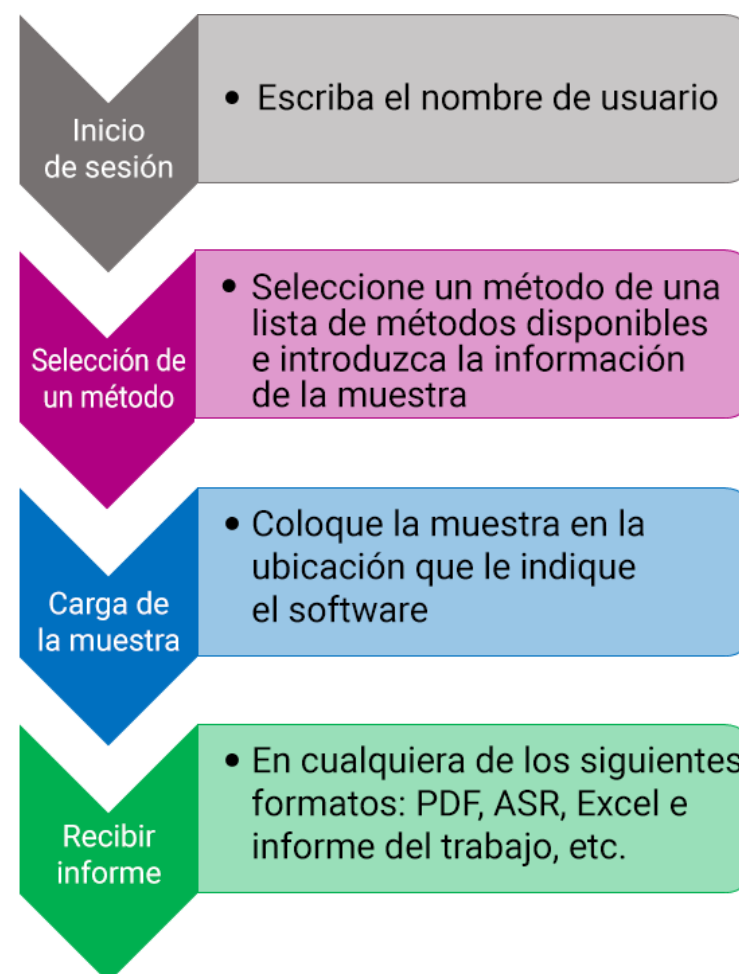 Inicio
de sesión
• Escriba el nombre de usuario
Selección de
un método
• Seleccione un método de una
lista de métodos disponibles
e introduzca la información
de la muestra
Carga de
la muestra
• Coloque la muestra en la
ubicación que le indique
el software
Recibir
informe
• En cualquiera de los siguientes
formatos: PDF, ASR, Excel e
informe del trabajo, etc.